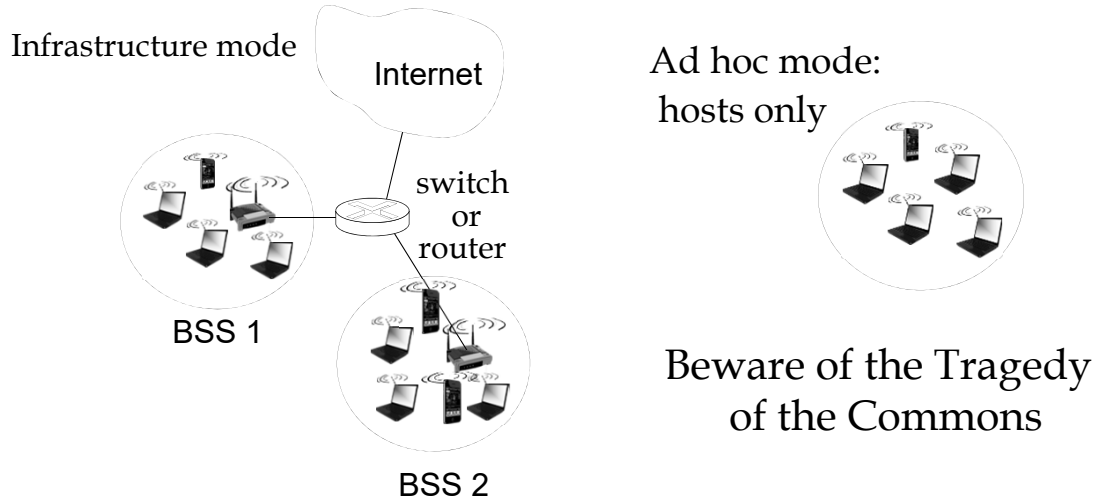 Infrastructure mode
Internet
switch
or
router
BSS 1
BSS 2
Ad hoc mode:
hosts only
Beware of the Tragedy
of the Commons